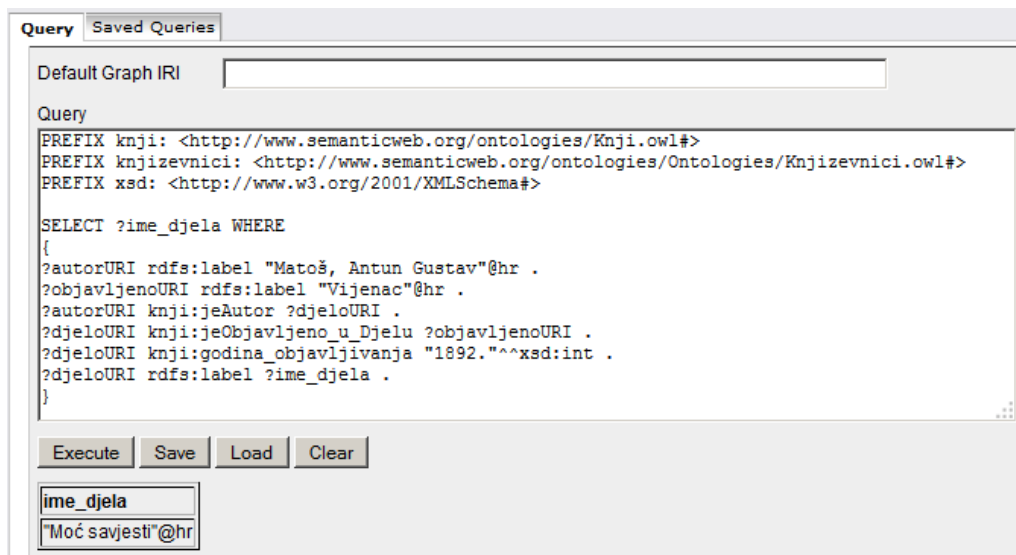 Query Saved Queries
Default Graph IRI
Query
PREFIX knji: <http://www.semanticweb.org/ontologies/Knji.owl#>
PREFIX knjizevnici: <http://www.semanticweb.org/ontologies/Ontologies/Knjizevnici.owl#>
PREFIX xsd: <http://www.w3.org/2001/XMLSchema#>
SELECT ?ime_djela WHERE
{
?autorURI rdfs:label "Matoš, Antun Gustav"@hr .
?objavljenoURI rdfs:label "Vijenac"@hr .
?autorURI knji:jeAutor ?djeloURI .
?djeloURI knji:jeObjavljeno_u_Djelu ?objavljenoURI .
?djeloURI knji:godina_objavljivanja "1892."^^xsd:int .
?djeloURI rdfs:label ?ime_djela .
}
Execute Save Load Clear
ime_djela
"Moć savjesti"@hr